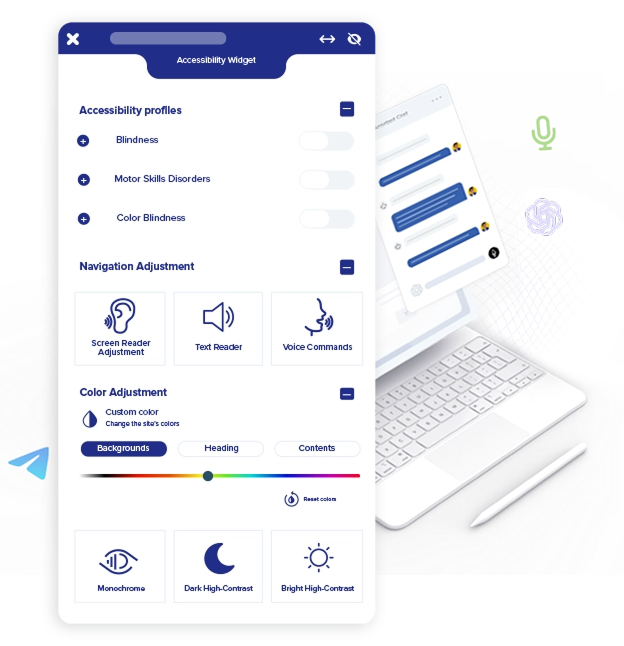 Accessibility Widget
Accessibility profiles
Blindness
Motor Skills Disorders
Color Blindness
Navigation Adjustment
Screen Reader
Adjustment
Text Reader
Voice Commands
Color Adjustment
Custom color
Change the site's colors
Backgrounds
Heading
Contents
Reset colors
Monochrome
Dark High-Contrast
Bright High-Contrast
Chat